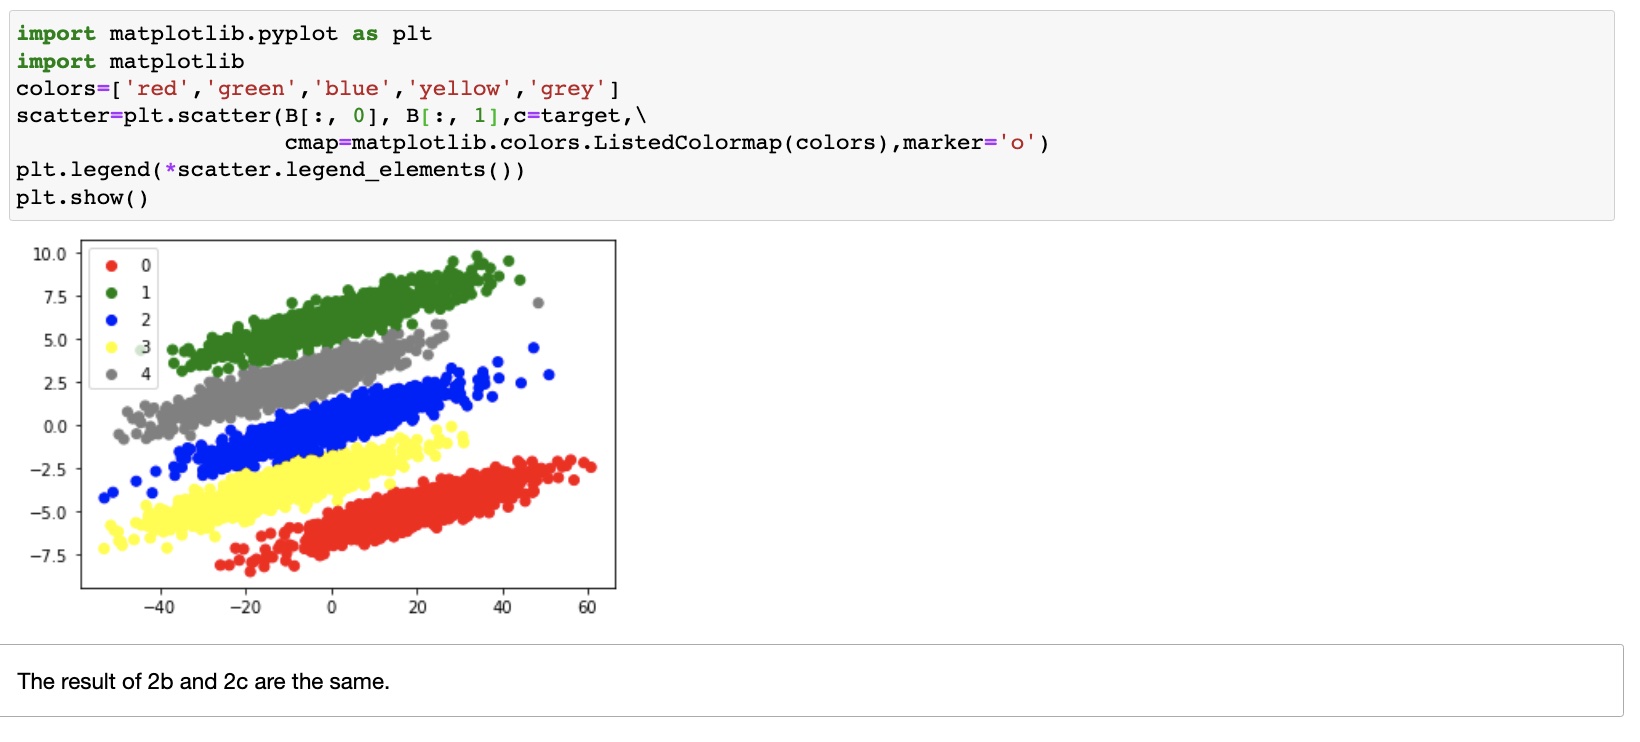 import matplotlib.pyplot as plt
import matplotlib
colors=['red','green','blue','yellow','grey']
scatter=plt.scatter(B[:, 0], B[:, 1],c=target,\
                    cmap=matplotlib.colors.ListedColormap(colors),marker='o')
plt.legend(*scatter.legend_elements())
plt.show()
10.0
7.5
5.0
2.5
0.0
−2.5
−5.0
−7.5
0
1
2
3
4
−40 −20 0 20 40 60
The result of 2b and 2c are the same.